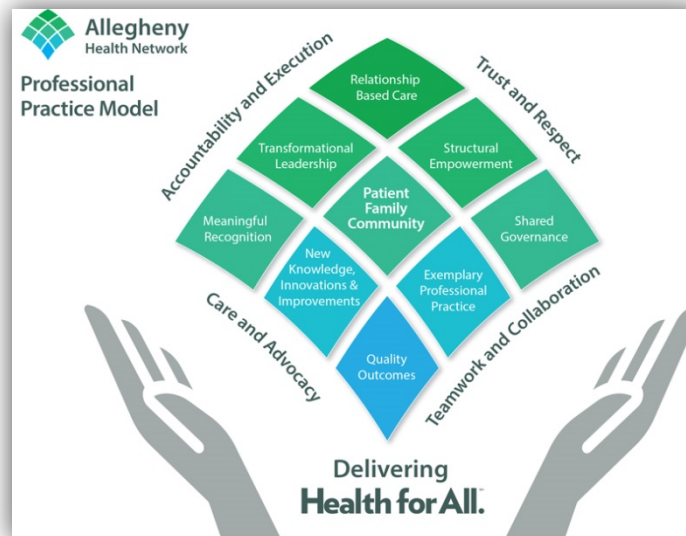 Allegheny
Health Network
Professional
Practice Model
Accountability and Execution
Trust and Respect
Relationship
Based Care
Transformational
Leadership
Structural
Empowerment
Meaningful
Recognition
Patient
Family
Community
Shared
Governance
New
Knowledge,
Innovations &
Improvements
Exemplary
Professional
Practice
Quality
Outcomes
Care and Advocacy
Teamwork and Collaboration
Delivering
Health for All.